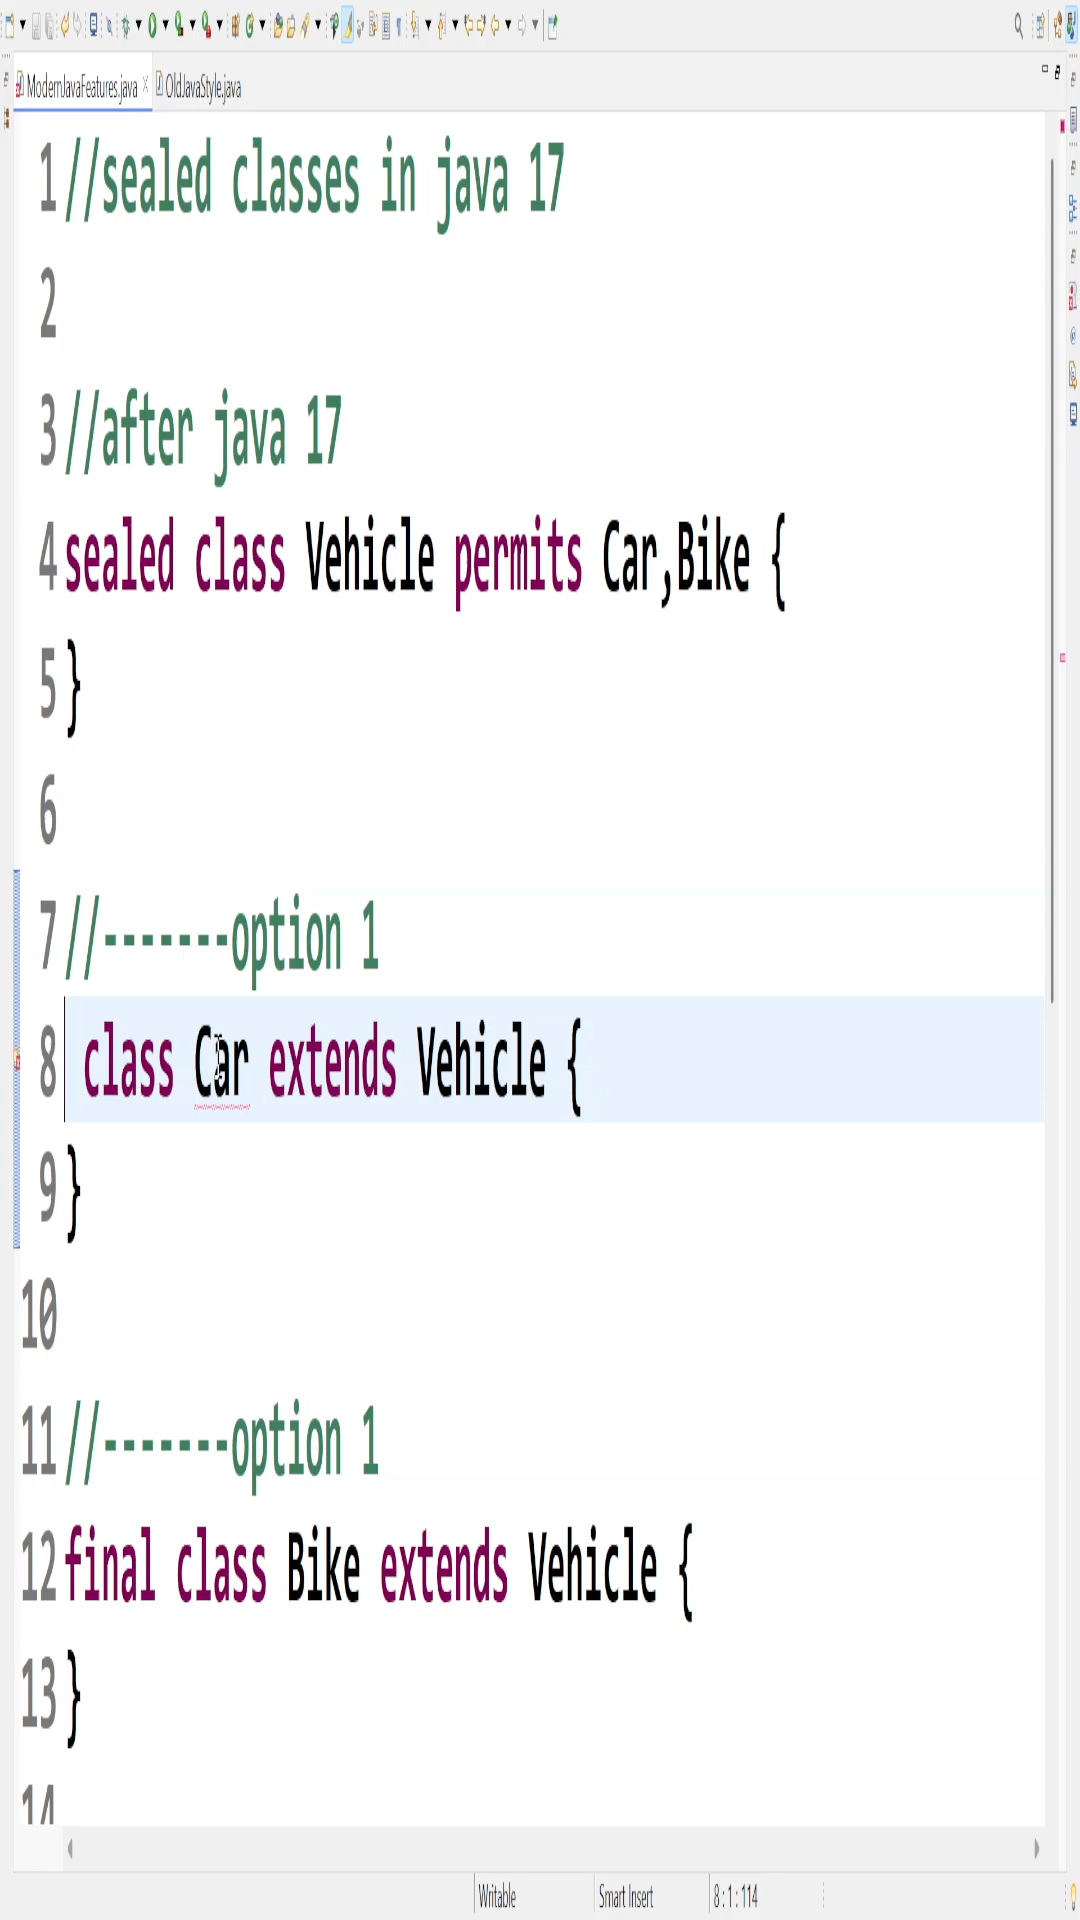 ModernJavaFeatures.java
OldJavaStyle.java
1 //sealed classes in java 17
2
3 //after java 17
4 sealed class Vehicle permits Car,Bike {
5 }
6
7 //-------option 1
8  class Car extends Vehicle {
9 }
10
11 //-------option 1
12 final class Bike extends Vehicle {
13 }
14
Writable
Smart Insert
8 : 1 : 114